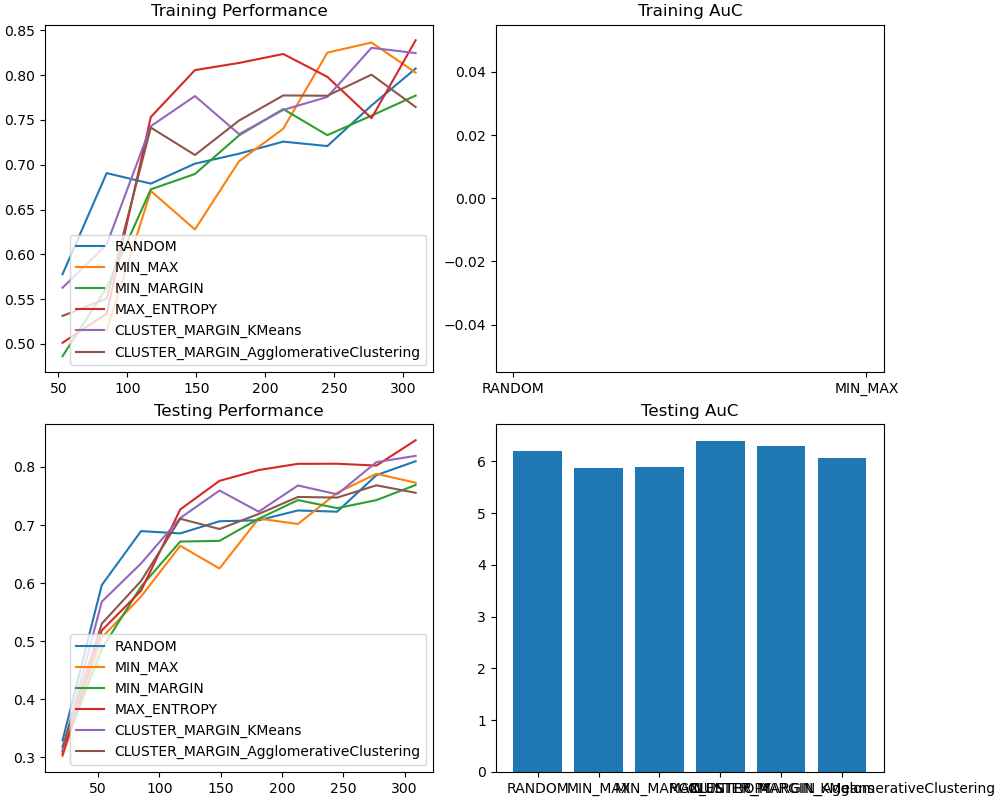 Training Performance
0.85
0.80
0.75
0.70
0.65
0.60
0.55
0.50
50 100 150 200 250 300
RANDOM
MIN_MAX
MIN_MARGIN
MAX_ENTROPY
CLUSTER_MARGIN_KMeans
CLUSTER_MARGIN_AgglomerativeClustering
Training AuC
0.04
0.02
0.00
−0.02
−0.04
RANDOM MIN_MAX
Testing Performance
0.8
0.7
0.6
0.5
0.4
0.3
50 100 150 200 250 300
RANDOM
MIN_MAX
MIN_MARGIN
MAX_ENTROPY
CLUSTER_MARGIN_KMeans
CLUSTER_MARGIN_AgglomerativeClustering
Testing AuC
6
5
4
3
2
1
0
RANDOM MIN_MAX